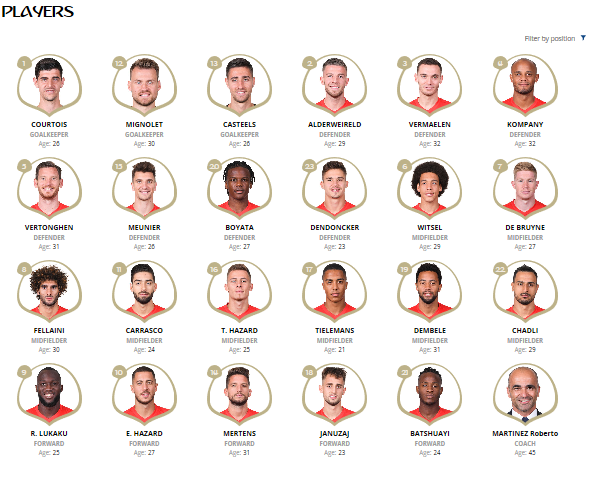 PLAYERS
Filter by position
1 12 13 2 3 4
COURTOIS MIGNOLET CASTEELS ALDERWEIRELD VERMAELEN KOMPANY
GOALKEEPER GOALKEEPER GOALKEEPER DEFENDER DEFENDER DEFENDER
Age: 26 Age: 30 Age: 26 Age: 29 Age: 32 Age: 32
5 15 20 23 6 7
VERTONGHEN MEUNIER BOYATA DENDONCKER WITSEL DE BRUYNE
DEFENDER DEFENDER DEFENDER DEFENDER MIDFIELDER MIDFIELDER
Age: 31 Age: 26 Age: 27 Age: 23 Age: 29 Age: 27
8 11 16 17 19 22
FELLAINI CARRASCO T. HAZARD TIELEMANS DEMBELE CHADLI
MIDFIELDER MIDFIELDER MIDFIELDER MIDFIELDER MIDFIELDER MIDFIELDER
Age: 30 Age: 24 Age: 25 Age: 21 Age: 31 Age: 29
9 10 14 18 21
R. LUKAKU E. HAZARD MERTENS JANUZAJ BATSHUAYI MARTINEZ Roberto
FORWARD FORWARD FORWARD FORWARD FORWARD COACH
Age: 25 Age: 27 Age: 31 Age: 23 Age: 24 Age: 45